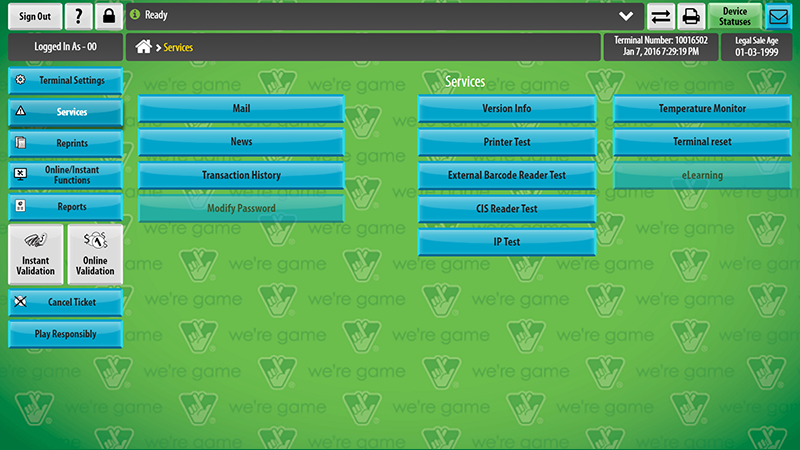 Sign Out
?
Ready
Device
Statuses
Logged In As - 00
Services
Terminal Number: 10016502
Jan 7, 2016 7:29:19 PM
Legal Sale Age
01-03-1999
Terminal Settings
Services
Reprints
Online/Instant
Functions
Reports
Instant
Validation
Online
Validation
Cancel Ticket
Play Responsibly
Mail
News
Transaction History
Modify Password
Services
Version Info
Printer Test
External Barcode Reader Test
CIS Reader Test
IP Test
Temperature Monitor
Terminal reset
eLearning
we're game